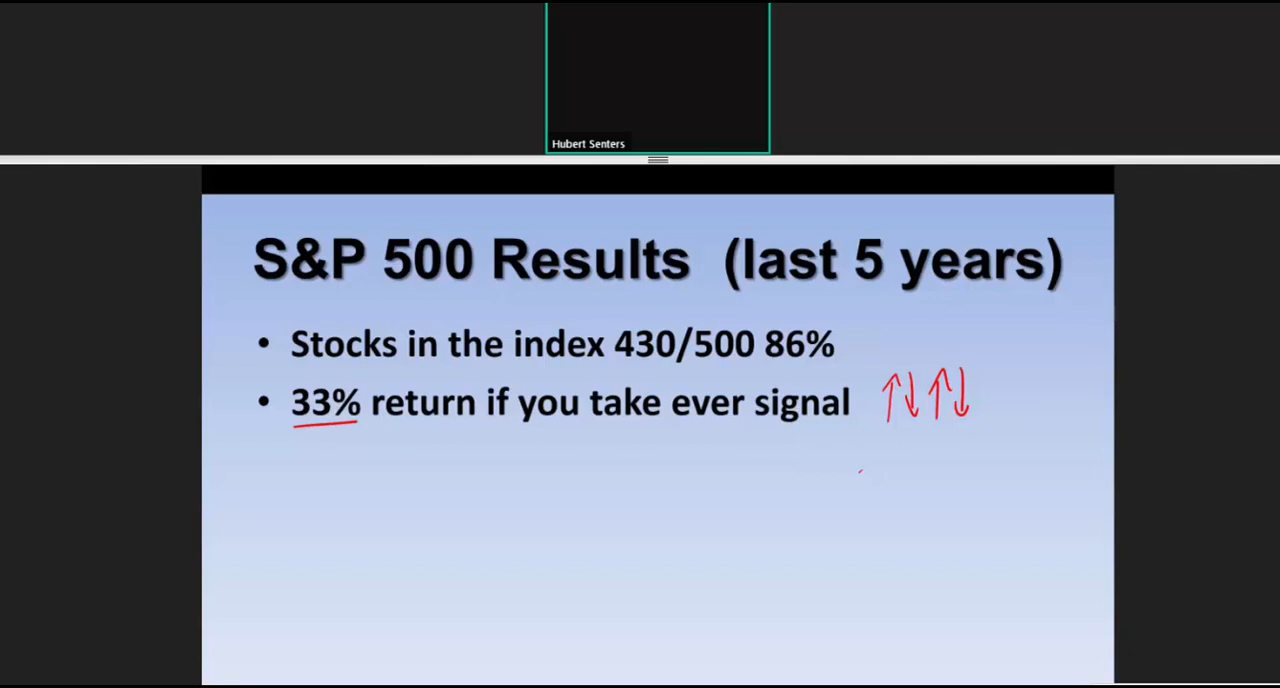 Hubert Senters
S&P 500 Results (last 5 years)
• Stocks in the index 430/500 86%
• 33% return if you take ever signal